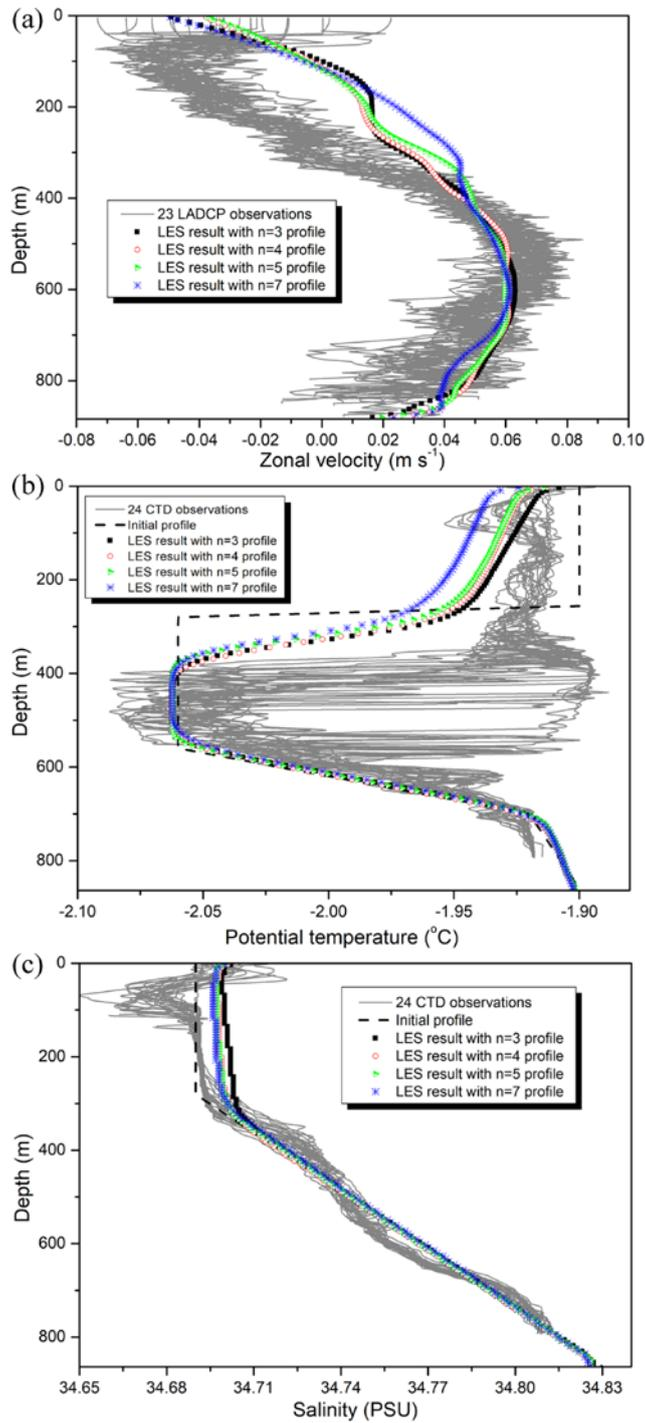 (a)
0
200
400
600
800
Depth (m)
23 LADCP observations
LES result with n=3 profile
LES result with n=4 profile
LES result with n=5 profile
LES result with n=7 profile
-0.08 -0.06 -0.04 -0.02 0.00 0.02 0.04 0.06 0.08 0.10
Zonal velocity (m s⁻¹)
(b)
0
200
400
600
800
Depth (m)
24 CTD observations
Initial profile
LES result with n=3 profile
LES result with n=4 profile
LES result with n=5 profile
LES result with n=7 profile
-2.10 -2.05 -2.00 -1.95 -1.90
Potential temperature (°C)
(c)
0
200
400
600
800
Depth (m)
24 CTD observations
Initial profile
LES result with n=3 profile
LES result with n=4 profile
LES result with n=5 profile
LES result with n=7 profile
34.65 34.68 34.71 34.74 34.77 34.80 34.83
Salinity (PSU)